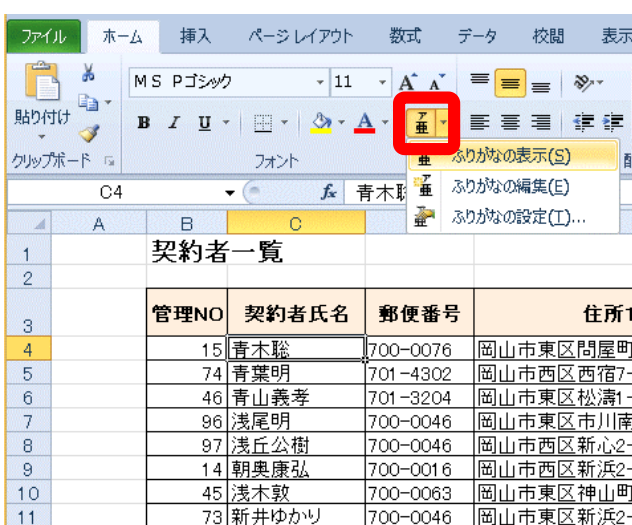 ファイル ホーム 挿入 ページ レイアウト 数式 データ 校閲 表示
貼り付け MS Pゴシック 11 A A
B I U A ア亜
クリップボード フォント
ふりがなの表示(S)
ふりがなの編集(E)
ふりがなの設定(T)...
C4 fx 青木
A B C
1 契約者一覧
2
3 管理NO 契約者氏名 郵便番号 住所1
4 15 青木聡 700-0076 岡山市東区問屋町
5 74 青葉明 701-4302 岡山市西区西宿7-
6 46 青山義孝 701-3204 岡山市東区松濤1-
7 96 浅尾明 700-0046 岡山市東区市川南
8 97 浅丘公樹 700-0046 岡山市西区新心2-
9 14 朝奥康弘 700-0016 岡山市西区新浜2-
10 45 浅木敦 700-0063 岡山市東区神山町
11 73 新井ゆかり 700-0046 岡山市東区新浜2-